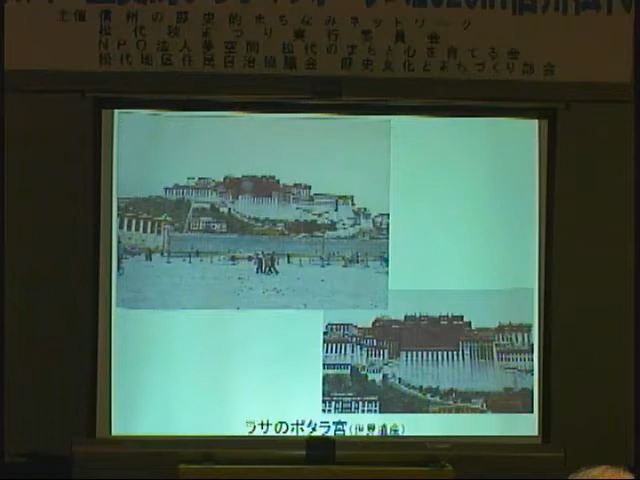 主催 信州の歴史的まちなみネットワーク
松代秋まつり実行委員会
NPO法人夢空間 松代のまちと心を育てる会
松代地区住民自治協議会 歴史文化とまちづくり部会
ラサのポタラ宮(世界遺産)